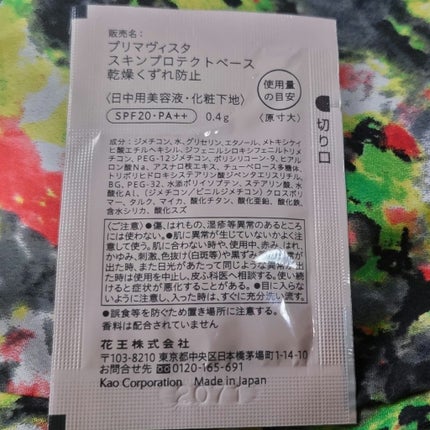 販売名：
プリマヴィスタ
スキンプロテクトベース
乾燥くずれ防止
〈日中用美容液・化粧下地〉
SPF20・PA++ 0.4g
使用量
の目安
〈原寸大〉
切り口
成分：ジメチコン、水、グリセリン、エタノール、メトキシケイ
ヒ酸エチルヘキシル、ジフェニルシロキシフェニルトリメ
チコン、PEG-12ジメチコン、ポリシリコーン-9、ヒアル
ロン酸Na、アスナロ枝エキス、チューベロース多糖体、
トリポリヒドロキシステアリン酸ジペンタエリスリチル、
BG、PEG-32、水添ポリイソブテン、ステアリン酸、水
酸化Al、（ジメチコン/ビニルジメチコン）クロスポリ
マー、タルク、マイカ、酸化チタン、酸化亜鉛、酸化鉄、
含水シリカ、酸化スズ
〈ご注意〉●傷、はれもの、湿疹等異常のあるところ
には使わない。●肌に異常が生じていないかよく注
意して使う。肌に合わない時や、使用中、赤み、はれ、
かゆみ、刺激、色抜け（白斑等）や黒ずみ等の異常が
出た時、また日光があたって同じような異常が出
た時は使用を中止し、皮ふ科医へ相談する。使い続
けると症状が悪化することがある。●目に入らな
いように注意し、入った時は、すぐに充分洗い流す。
●誤食等を防ぐため置き場所に注意する。
香料は配合されていません
花王株式会社
〒103-8210 東京都中央区日本橋茅場町1-14-10
お問合せ先 0120-165-691
Kao Corporation Made in Japan
2071